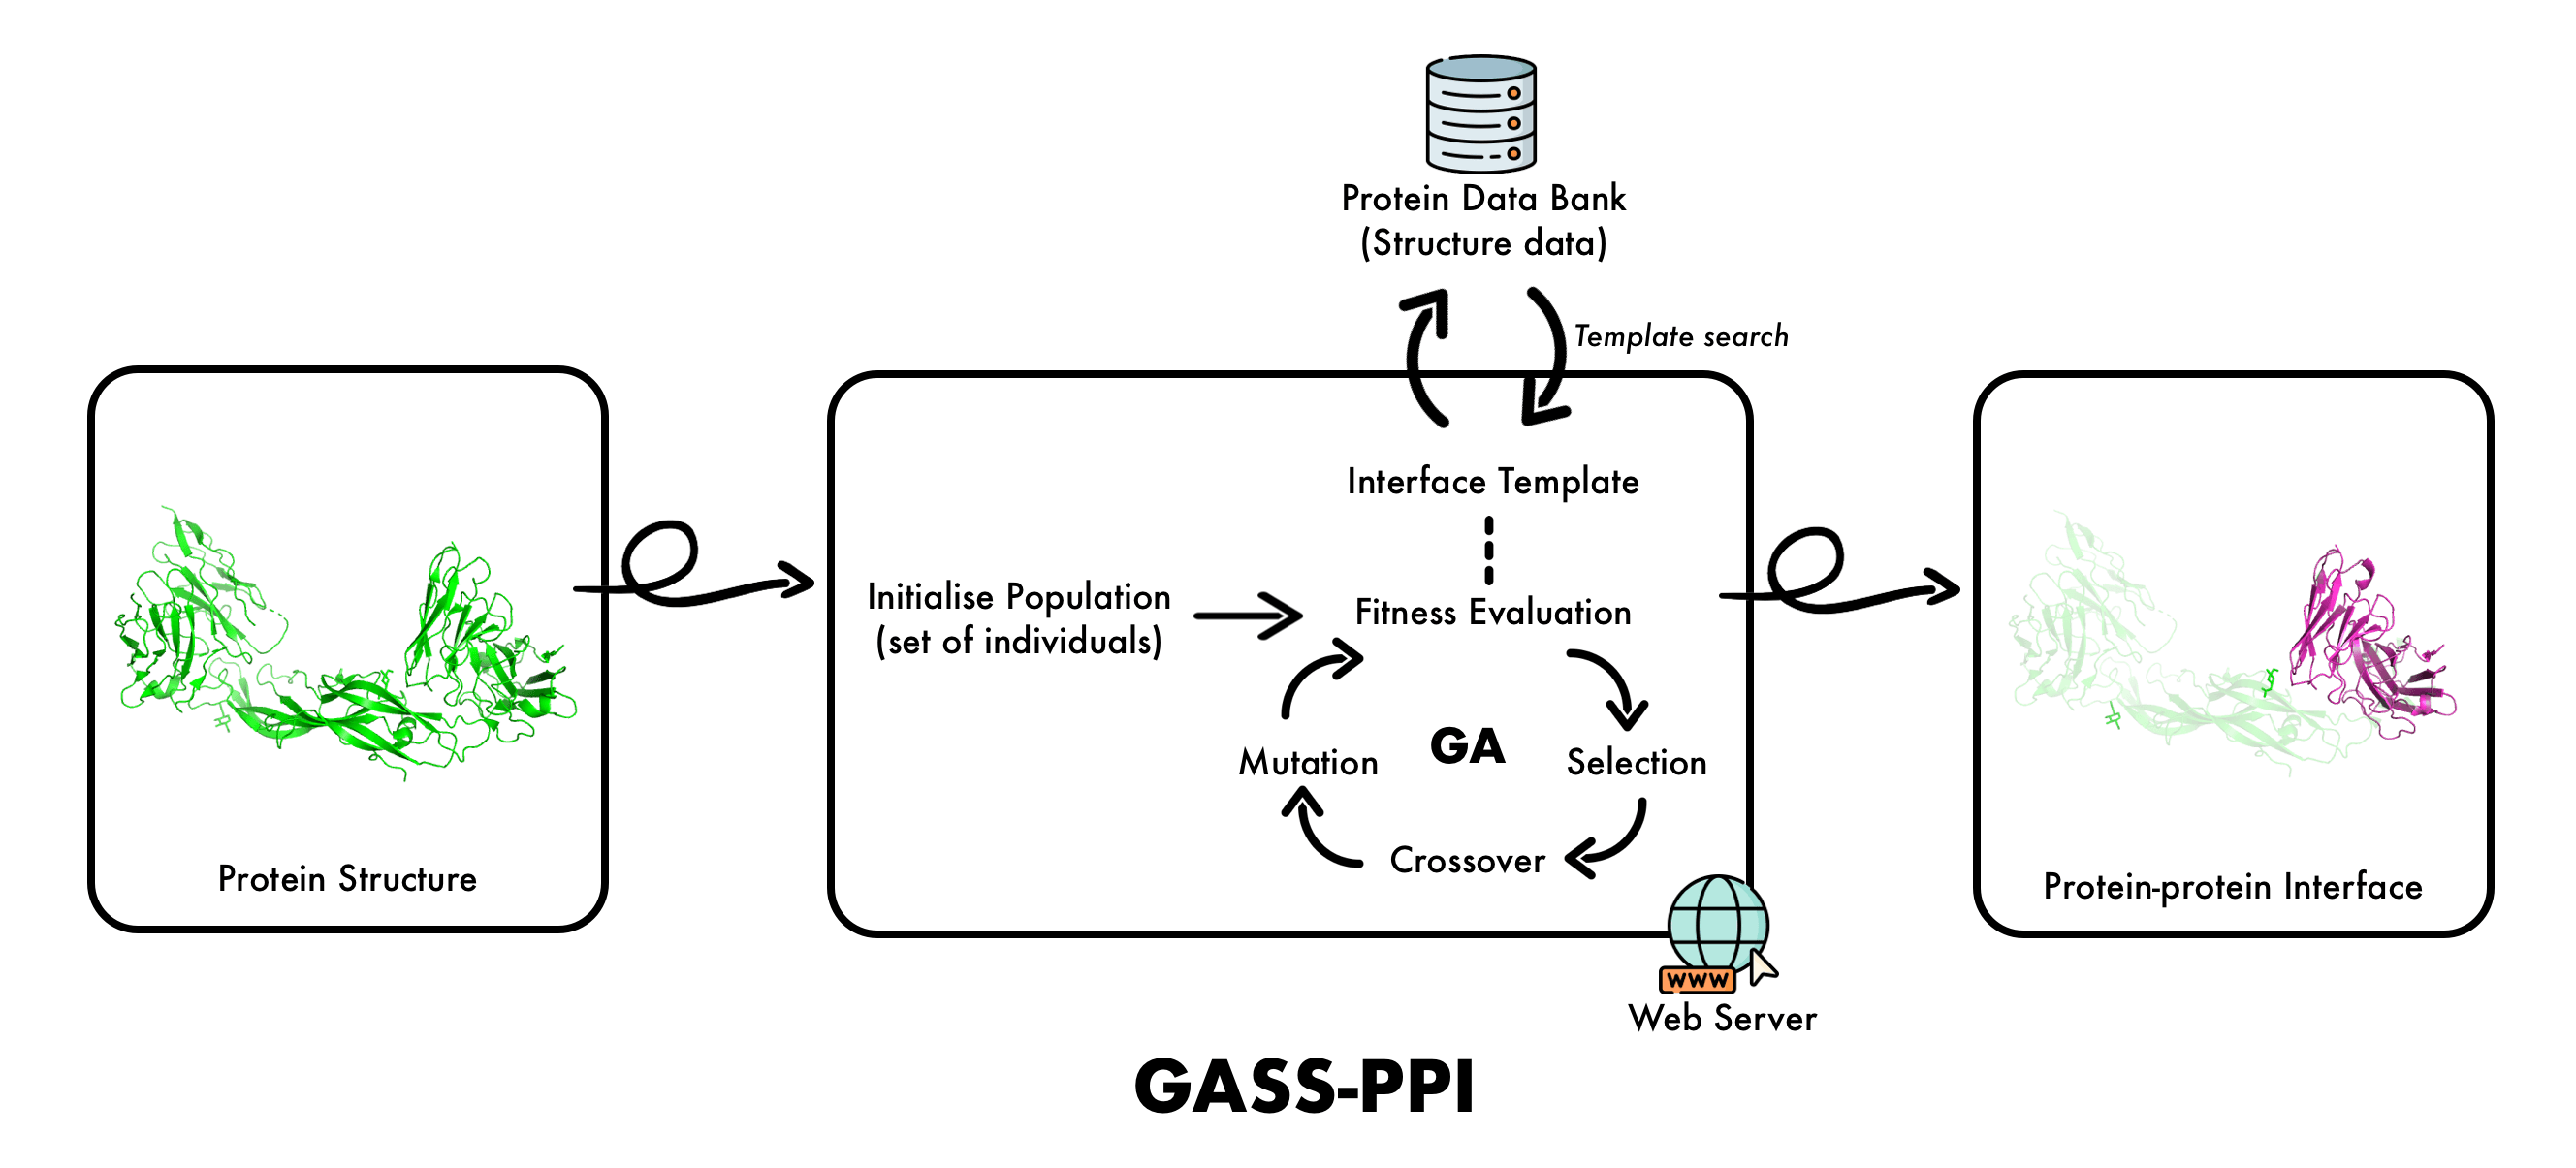 Protein Data Bank
(Structure data)
Template search
Interface Template
Initialise Population
(set of individuals)
Fitness Evaluation
GA
Mutation
Selection
Crossover
Protein Structure
Protein-protein Interface
WWW
Web Server
GASS-PPI